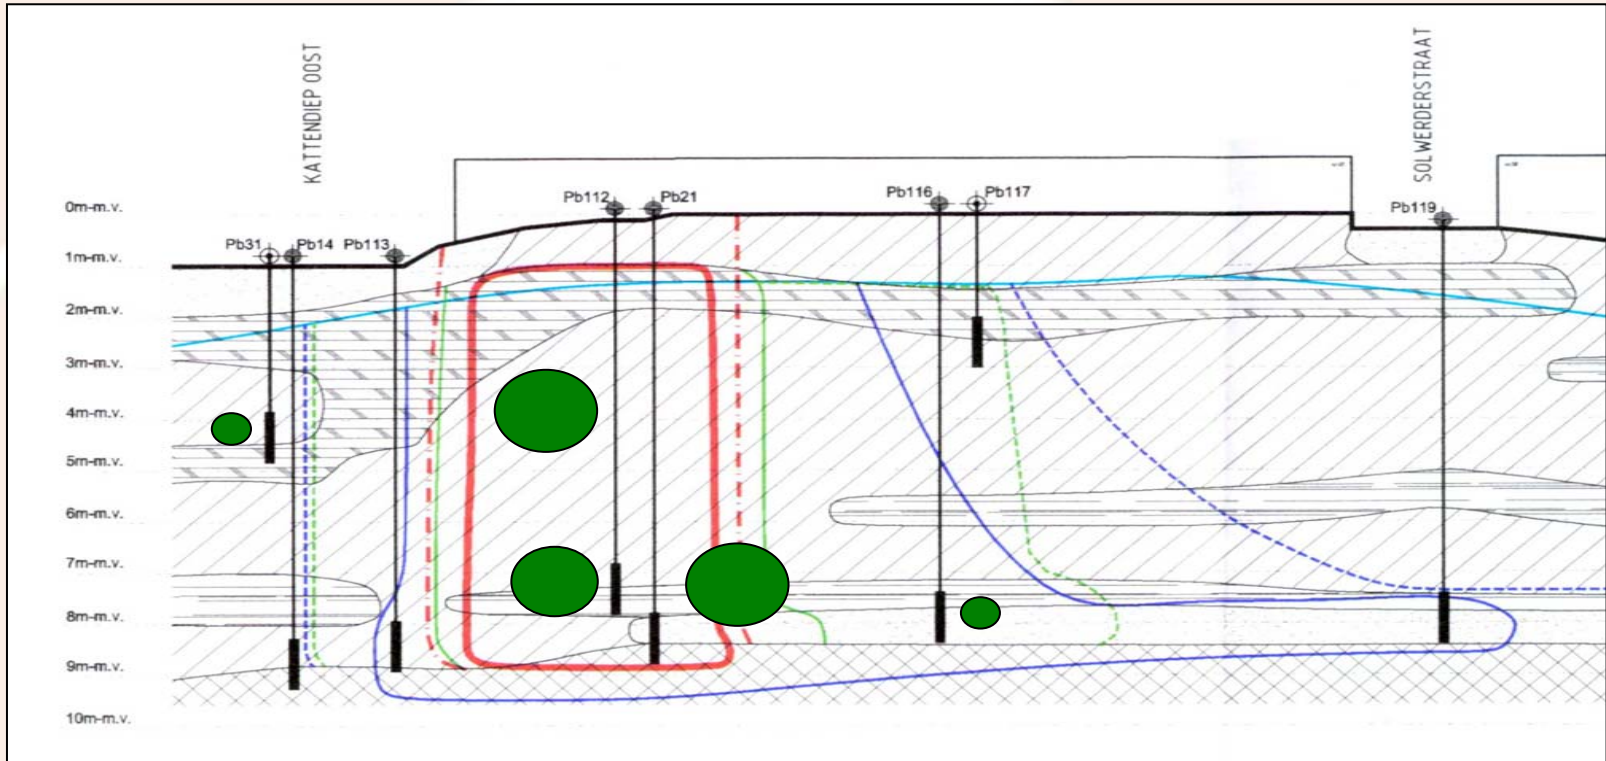 KATTENDIEP OOST
SOLWERDERSTRAAT
Pb112
Pb21
Pb116
Pb117
Pb119
Pb31
Pb14
Pb113
0m-m.v.
1m-m.v.
2m-m.v.
3m-m.v.
4m-m.v.
5m-m.v.
6m-m.v.
7m-m.v.
8m-m.v.
9m-m.v.
10m-m.v.